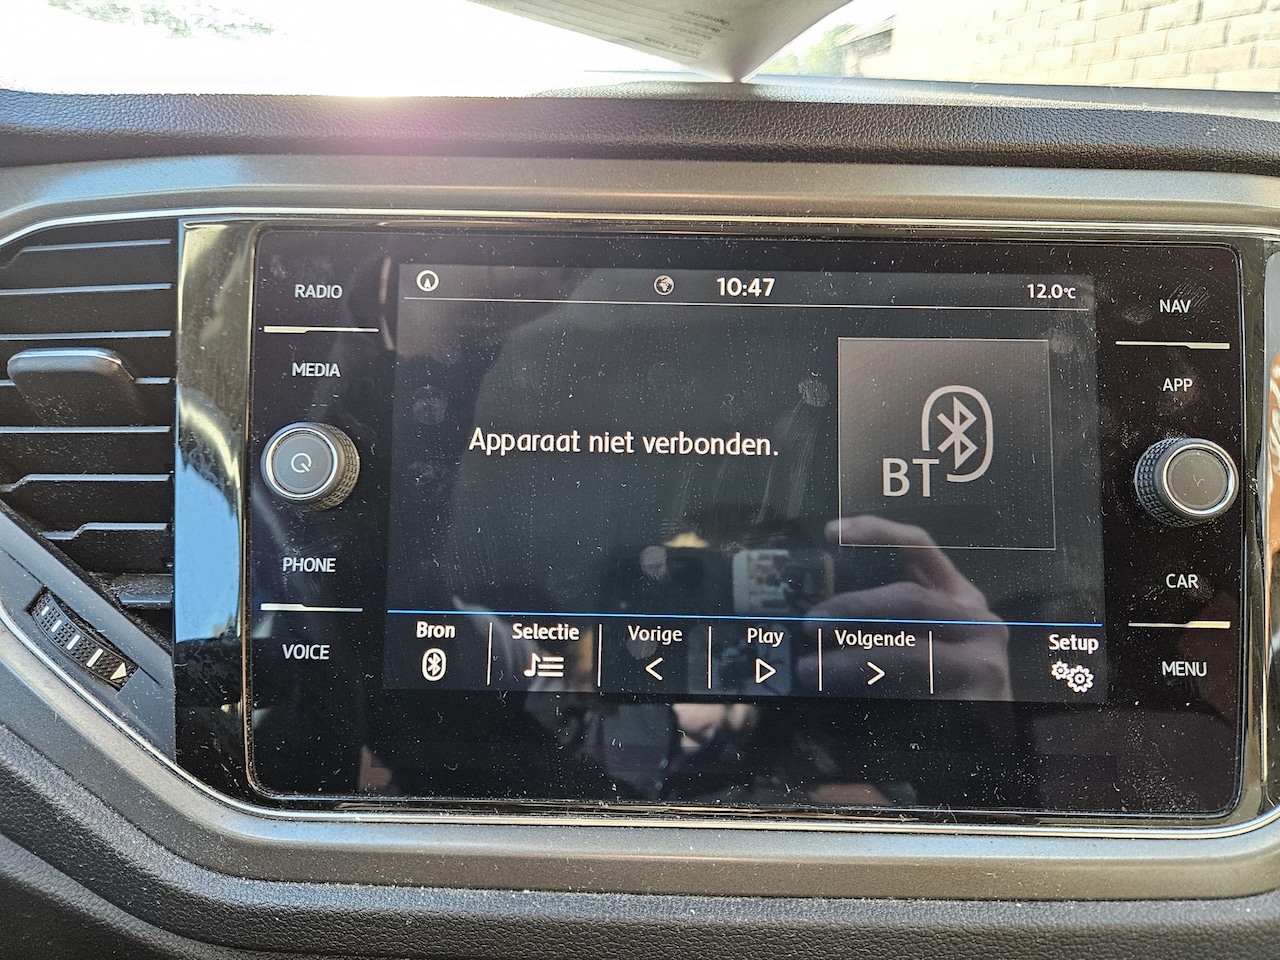 10:47
12.0°C
RADIO
MEDIA
PHONE
VOICE
NAV
APP
CAR
MENU
Apparaat niet verbonden.
BT
Bron
Selectie
Vorige
Play
Volgende
Setup